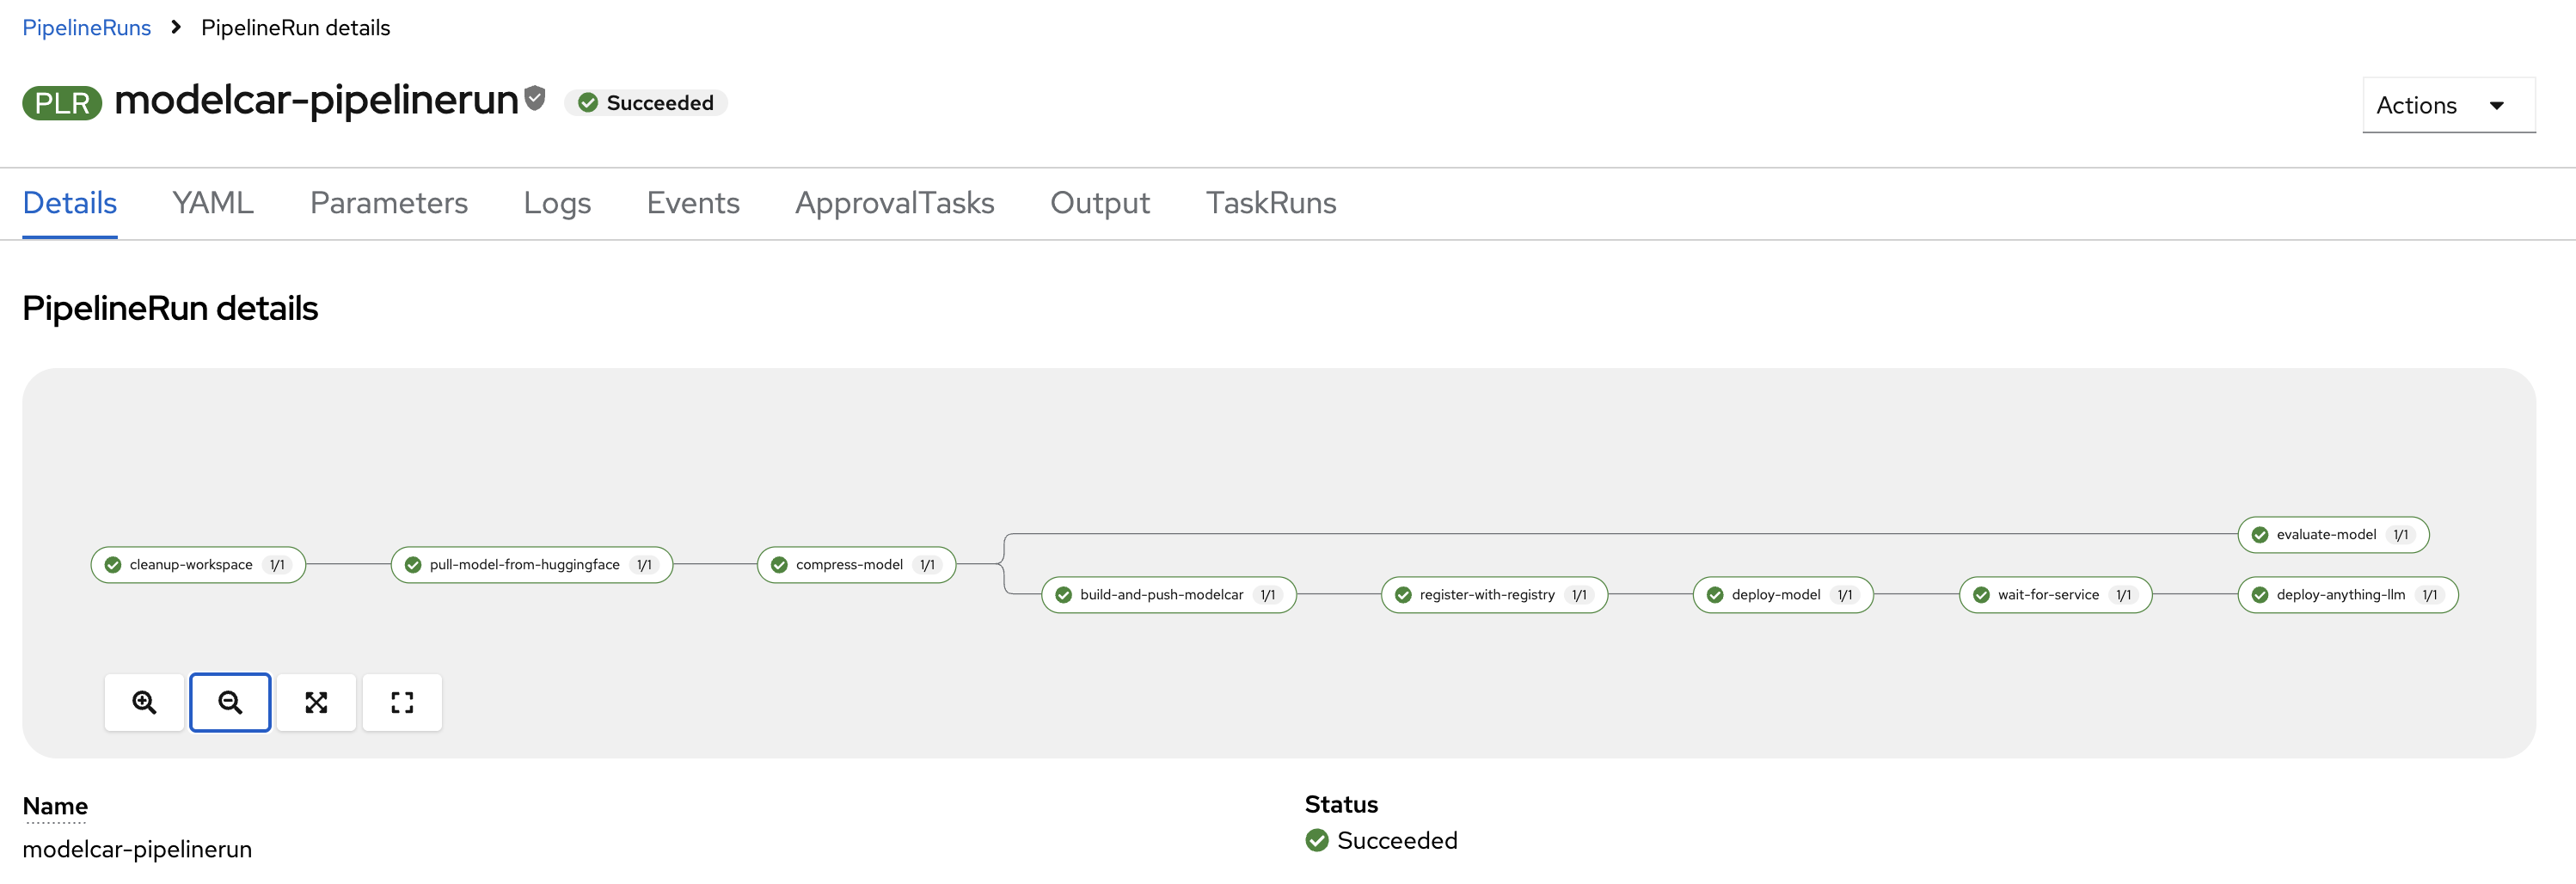 PipelineRuns > PipelineRun details
PLR modelcar-pipelinerun Succeeded
Actions
Details YAML Parameters Logs Events ApprovalTasks Output TaskRuns
PipelineRun details
evaluate-model 1/1
cleanup-workspace 1/1 pull-model-from-huggingface 1/1 compress-model 1/1
build-and-push-modelcar 1/1 register-with-registry 1/1 deploy-model 1/1 wait-for-service 1/1 deploy-anything-llm 1/1
Name
modelcar-pipelinerun
Status
Succeeded